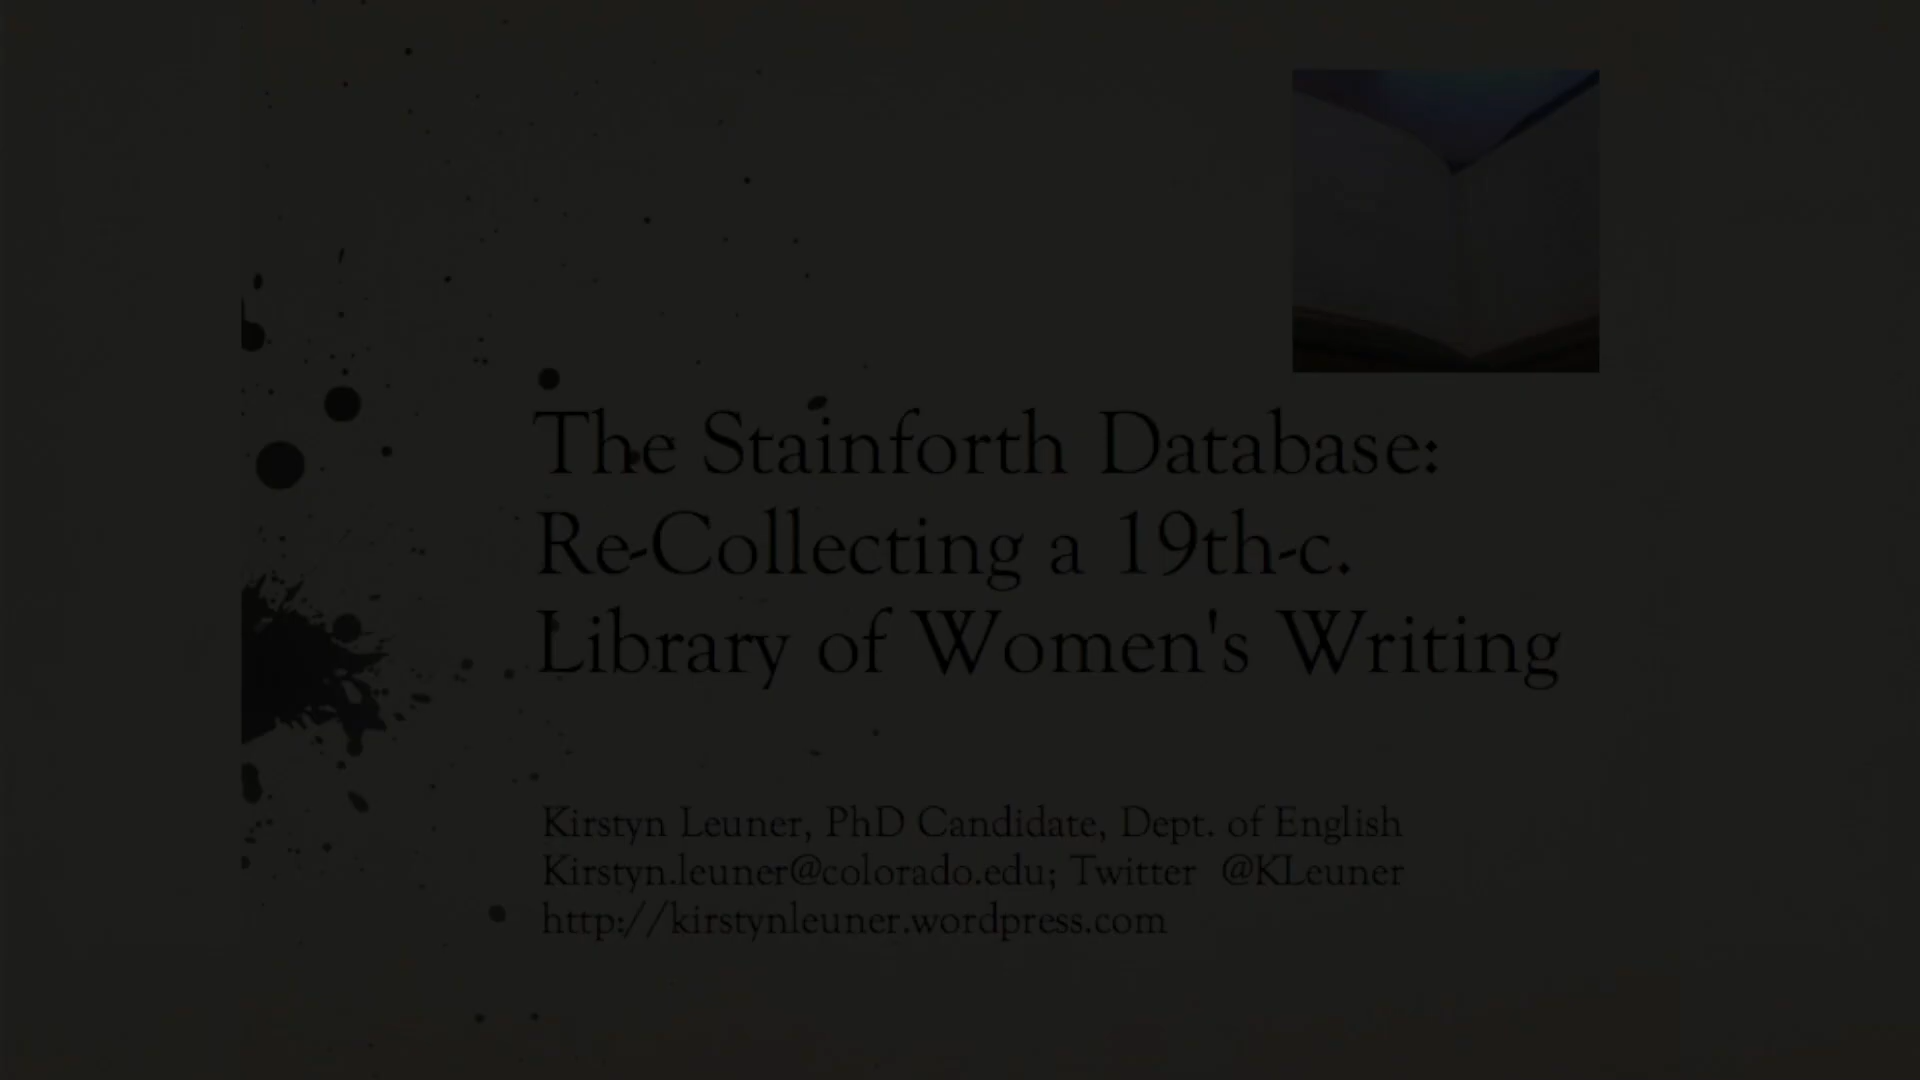 The Stainforth Database:
Re-Collecting a 19th-c.
Library of Women's Writing
Kirstyn Leuner, PhD Candidate, Dept. of English
Kirstyn.leuner@colorado.edu; Twitter @KLeuner
http://kirstynleuner.wordpress.com